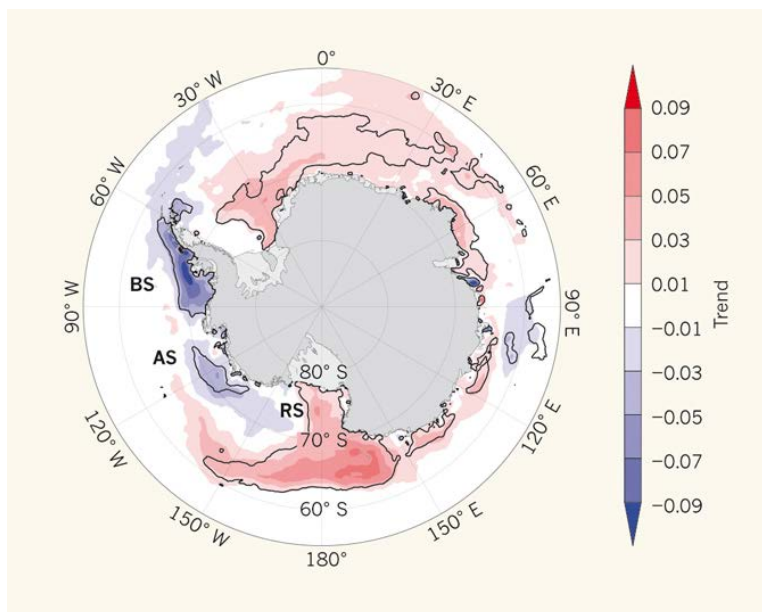 0°
30° W
30° E
60° W
60° E
BS
90° W
90° E
AS
80° S
RS
70° S
120° W
120° E
60° S
150° W
150° E
180°
0.09
0.07
0.05
0.03
0.01
−0.01
−0.03
−0.05
−0.07
−0.09
Trend